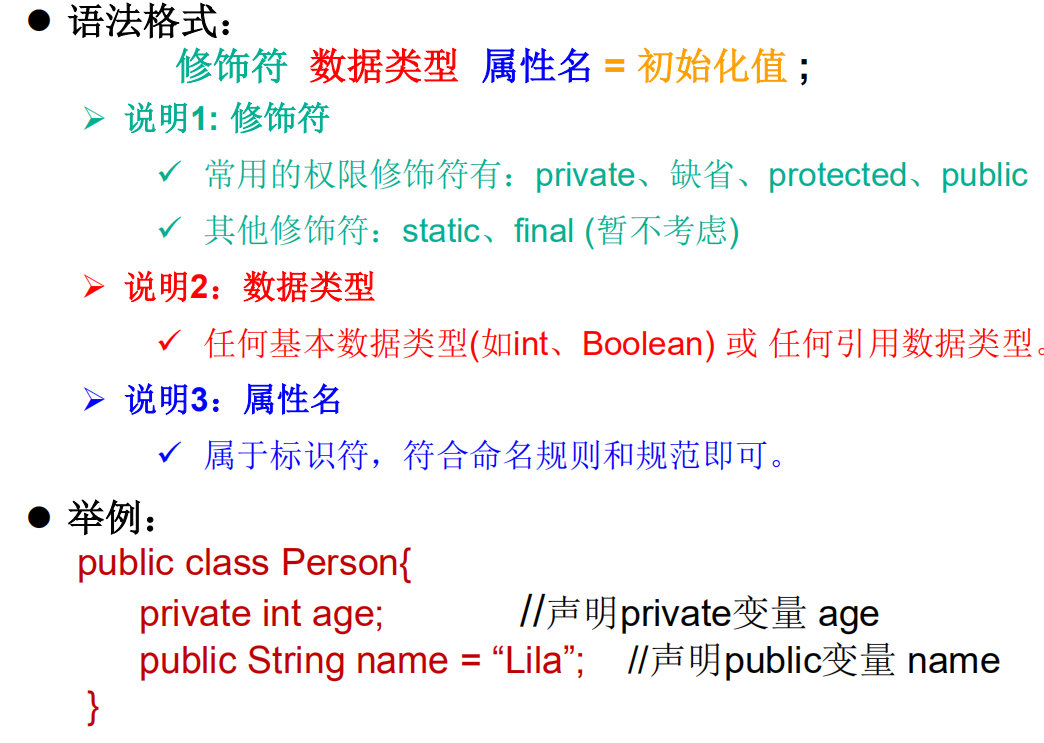 ● 语法格式：
修饰符 数据类型 属性名 = 初始化值 ;
➢ 说明1: 修饰符
✓ 常用的权限修饰符有：private、缺省、protected、public
✓ 其他修饰符：static、final (暂不考虑)
➢ 说明2：数据类型
✓ 任何基本数据类型(如int、Boolean) 或 任何引用数据类型。
➢ 说明3：属性名
✓ 属于标识符，符合命名规则和规范即可。
● 举例：
public class Person{
private int age; //声明private变量 age
public String name = “Lila”; //声明public变量 name
}